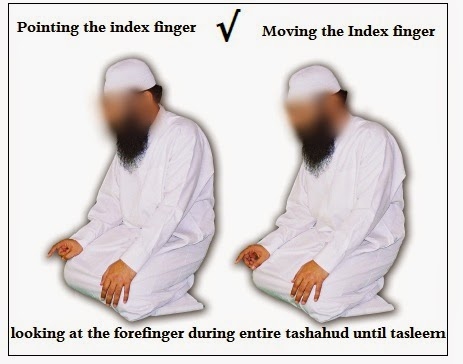 Pointing the index finger √ Moving the Index finger
looking at the forefinger during entire tashahud until tasleem